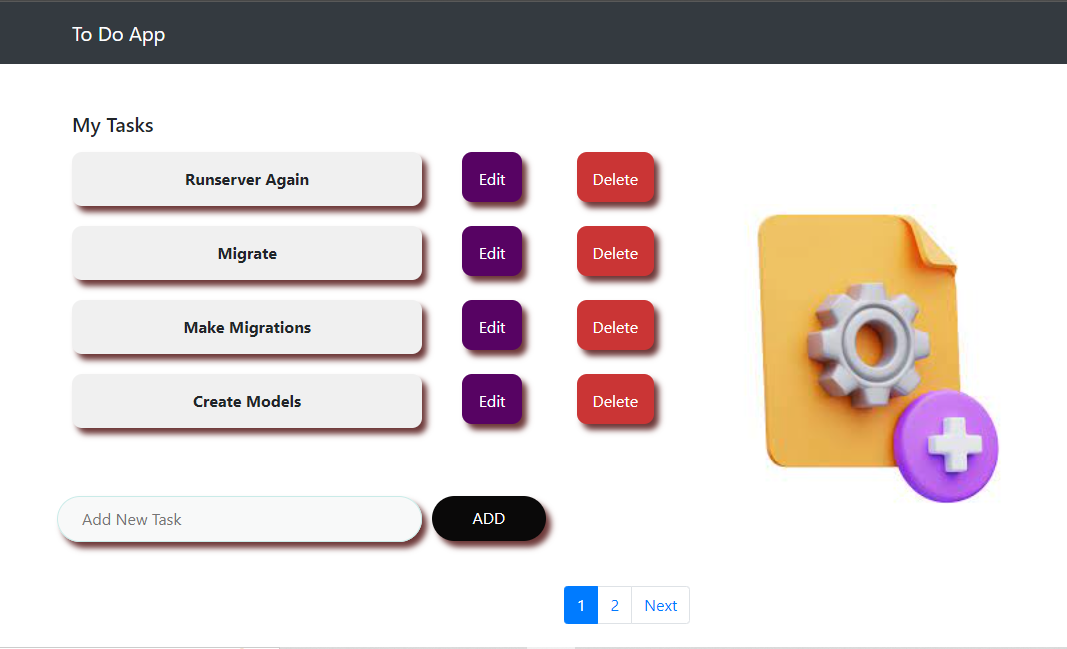 To Do App
My Tasks
Runserver Again Edit Delete
Migrate Edit Delete
Make Migrations Edit Delete
Create Models Edit Delete
Add New Task ADD
1 2 Next